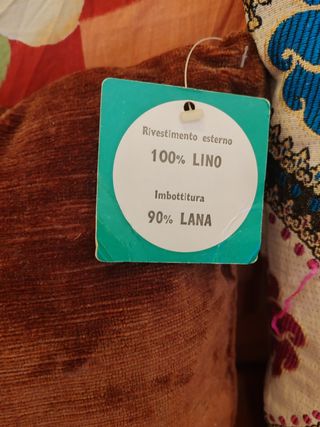 Rivestimento esterno
100% LINO
Imbottitura
90% LANA